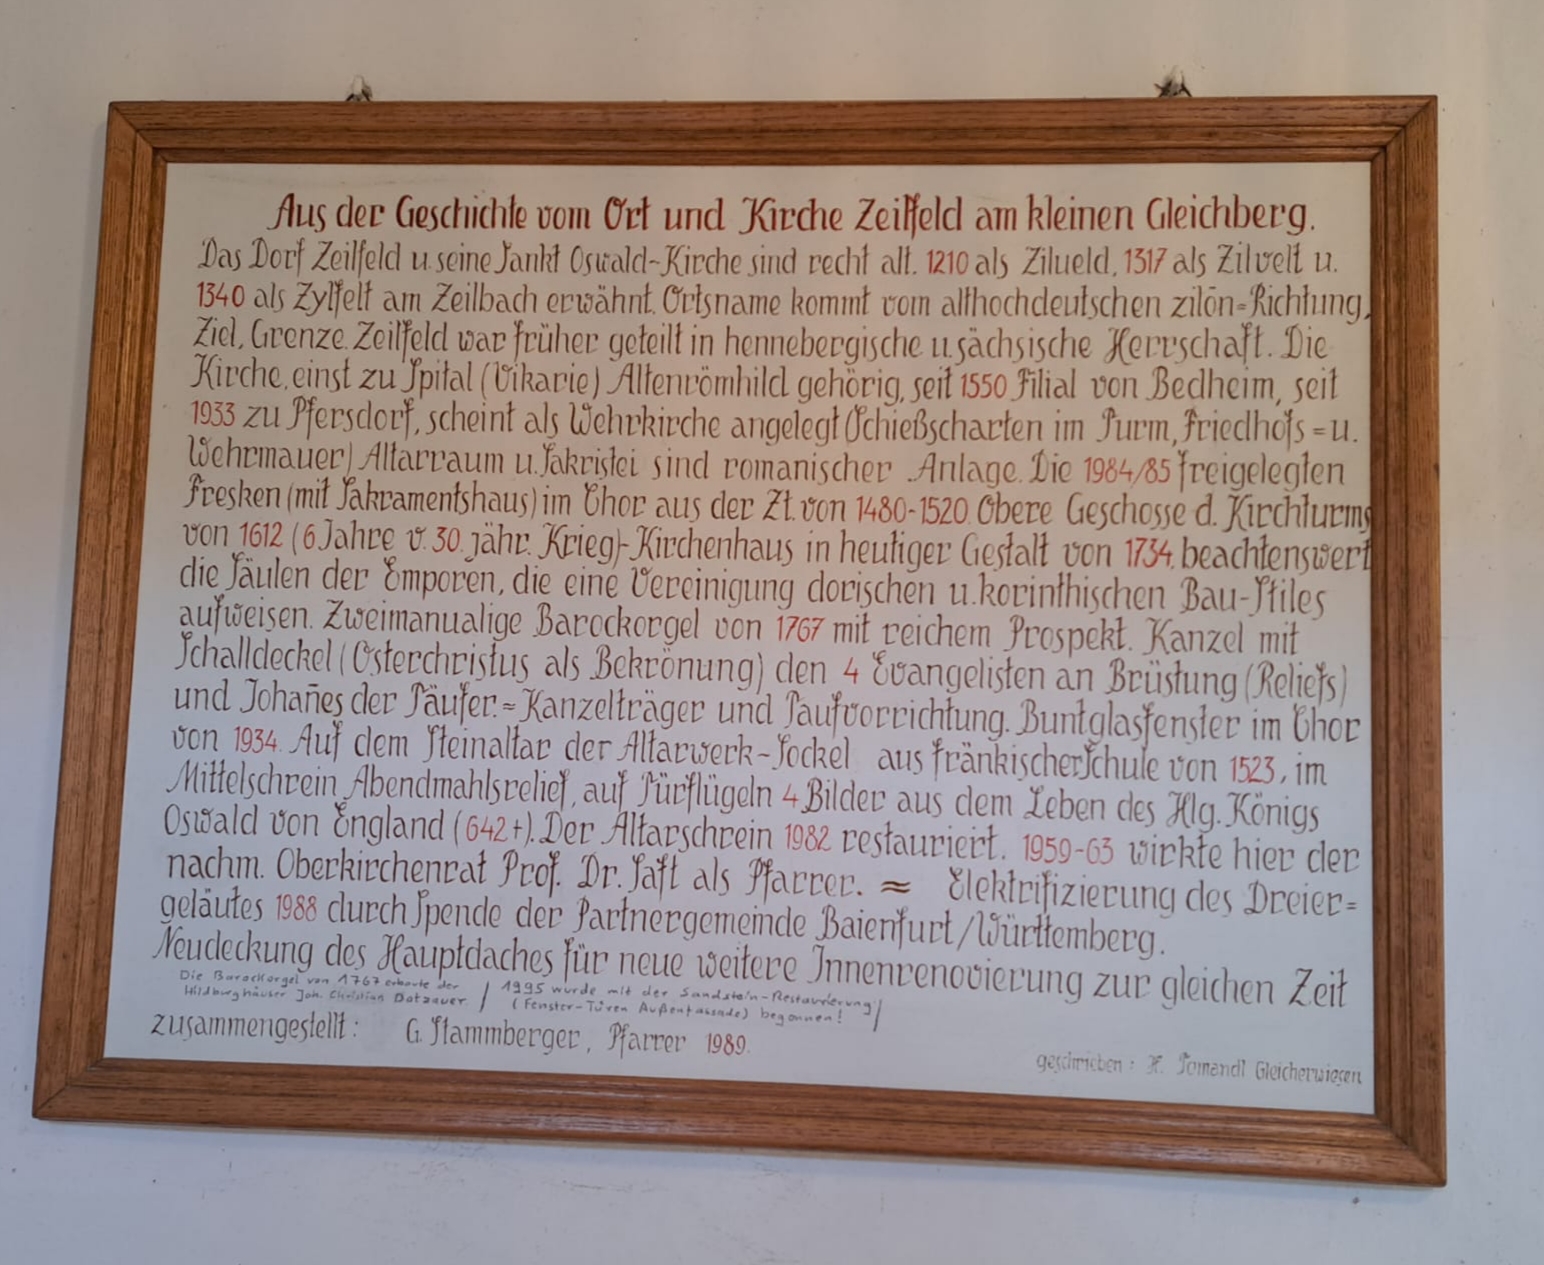 Aus der Geschichte vom Ort und Kirche Zeilfeld am kleinen Gleichberg.
Das Dorf Zeilfeld u. seine Sankt Oswald-Kirche sind recht alt. 1210 als Zilueld, 1317 als Zilvelt u.
1340 als Zylfelt am Zeilbach erwähnt. Ortsname kommt vom althochdeutschen zilōn=Richtung,
Ziel, Grenze. Zeilfeld war früher geteilt in hennebergische u. sächsische Herrschaft. Die
Kirche, einst zu Spital (Vikarie) Altenrömhild gehörig, seit 1550 Filial von Bedheim, seit
1933 zu Pfersdorf, scheint als Wehrkirche angelegt (Schießscharten im Turm, Friedhofs=u.
Wehrmauer) Altarraum u. Sakristei sind romanischer Anlage. Die 1984/85 freigelegten
Fresken (mit Sakramentshaus) im Chor aus der Zt. von 1480-1520. Obere Geschosse d. Kirchturms
von 1612 (6 Jahre v. 30. jähr. Krieg)-Kirchenhaus in heutiger Gestalt von 1734, beachtenswert
die Säulen der Emporen, die eine Vereinigung dorischen u. korinthischen Bau-Stiles
aufweisen. Zweimanualige Barockorgel von 1767 mit reichem Prospekt. Kanzel mit
Schalldeckel (Osterchristus als Bekrönung) den 4 Evangelisten an Brüstung (Reliefs)
und Johañes der Täufer.=Kanzelträger und Taufvorrichtung. Buntglasfenster im Chor
von 1934. Auf dem Steinaltar der Altarwerk-Sockel aus fränkischer Schule von 1523, im
Mittelschrein Abendmahlsrelief, auf Türflügeln 4 Bilder aus dem Leben des Hlg. Königs
Oswald von England (642+). Der Altarschrein 1982 restauriert. 1959-63 wirkte hier der
nachm. Oberkirchenrat Prof. Dr. Saft als Pfarrer. ≈ Elektrifizierung des Dreier=
geläutes 1988 durch Spende der Partnergemeinde Baienfurt/Württemberg.
Neudeckung des Hauptdaches für neue weitere Innenrenovierung zur gleichen Zeit
Die Barockorgel von 1767 erbaute der / 1995 wurde mit der Sandstein-Restaurierung /
Hildburghäuser Joh. Christian Dotzauer. (Fenster-Türen Außenfassade) begonnen!
zusammengestellt: G. Stammberger, Pfarrer 1989.
geschrieben: H. Tomandl Gleicherwiesen